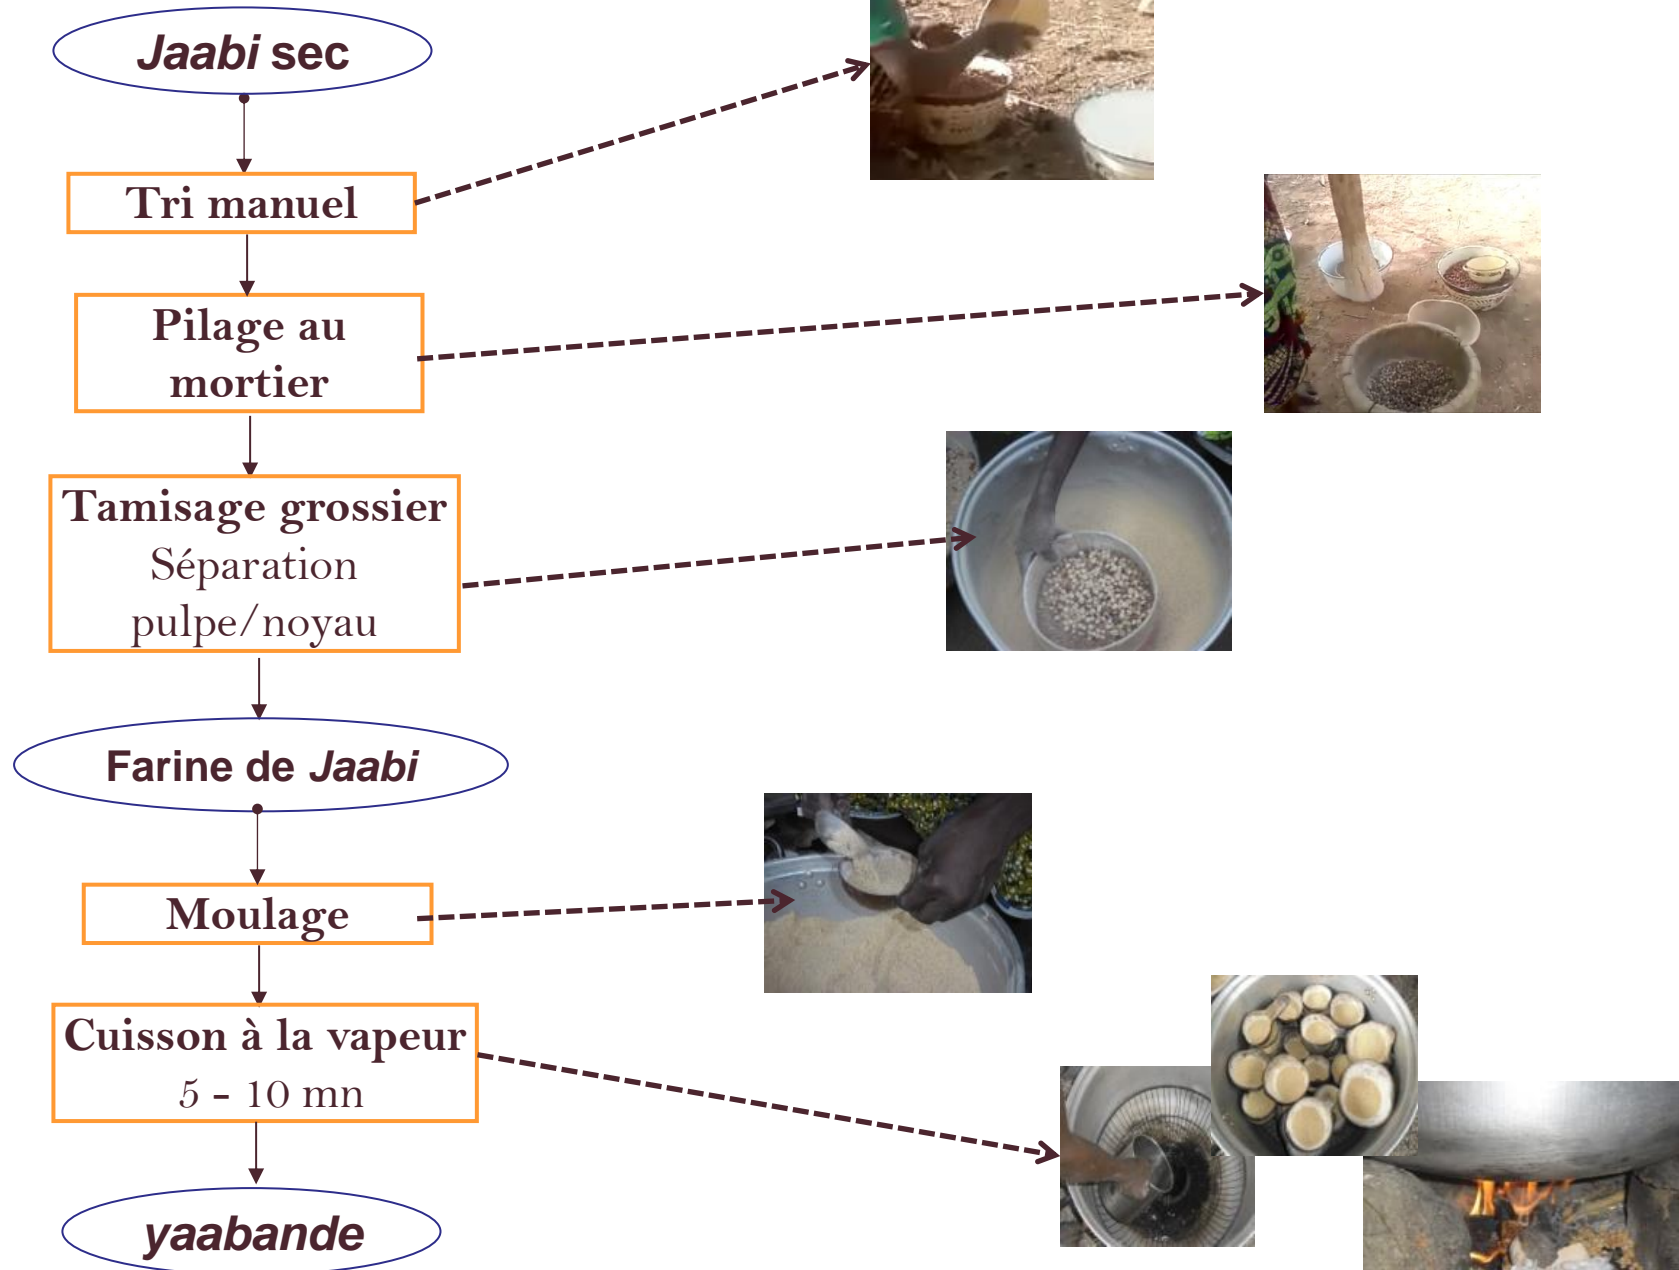 Jaabi sec
Tri manuel
Pilage au
mortier
Tamisage grossier
Séparation
pulpe/noyau
Farine de Jaabi
Moulage
Cuisson à la vapeur
5 - 10 mn
yaabande